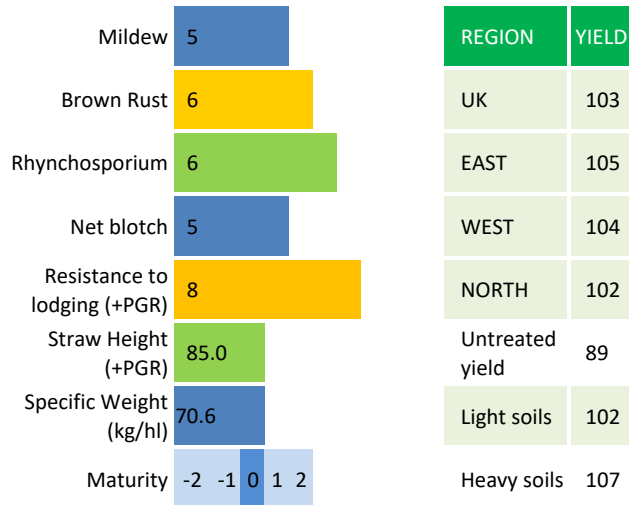 Mildew 5
Brown Rust 6
Rhynchosporium 6
Net blotch 5
Resistance to
lodging (+PGR) 8
Straw Height
(+PGR) 85.0
Specific Weight
(kg/hl) 70.6
Maturity -2 -1 0 1 2
REGION YIELD
UK 103
EAST 105
WEST 104
NORTH 102
Untreated
yield 89
Light soils 102
Heavy soils 107